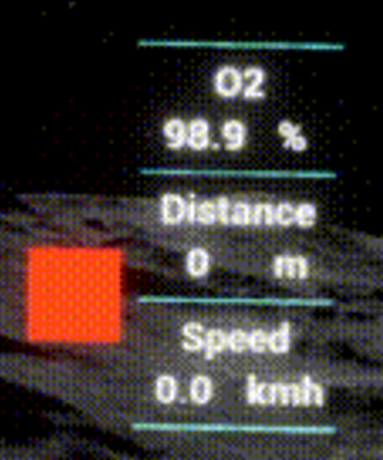 O2
98.9 %
Distance
0 m
Speed
0.0 kmh